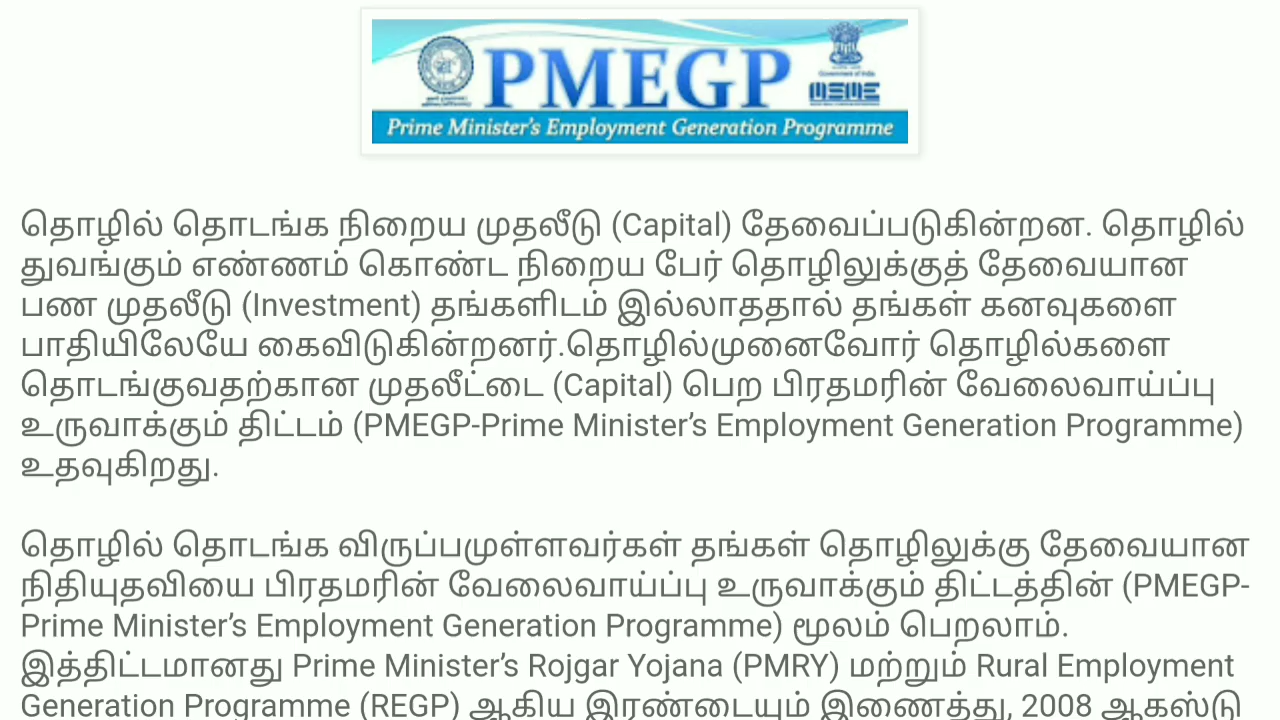 PMEGP
Government of India
Prime Minister's Employment Generation Programme
தொழில் தொடங்க நிறைய முதலீடு (Capital) தேவைப்படுகின்றன. தொழில்
துவங்கும் எண்ணம் கொண்ட நிறைய பேர் தொழிலுக்குத் தேவையான
பண முதலீடு (Investment) தங்களிடம் இல்லாததால் தங்கள் கனவுகளை
பாதியிலேயே கைவிடுகின்றனர்.தொழில்முனைவோர் தொழில்களை
தொடங்குவதற்கான முதலீட்டை (Capital) பெற பிரதமரின் வேலைவாய்ப்பு
உருவாக்கும் திட்டம் (PMEGP-Prime Minister’s Employment Generation Programme)
உதவுகிறது.
தொழில் தொடங்க விருப்பமுள்ளவர்கள் தங்கள் தொழிலுக்கு தேவையான
நிதியுதவியை பிரதமரின் வேலைவாய்ப்பு உருவாக்கும் திட்டத்தின் (PMEGP-
Prime Minister’s Employment Generation Programme) மூலம் பெறலாம்.
இத்திட்டமானது Prime Minister’s Rojgar Yojana (PMRY) மற்றும் Rural Employment
Generation Programme (REGP) ஆகிய இரண்டையும் இணைத்து, 2008 ஆகஸ்டு